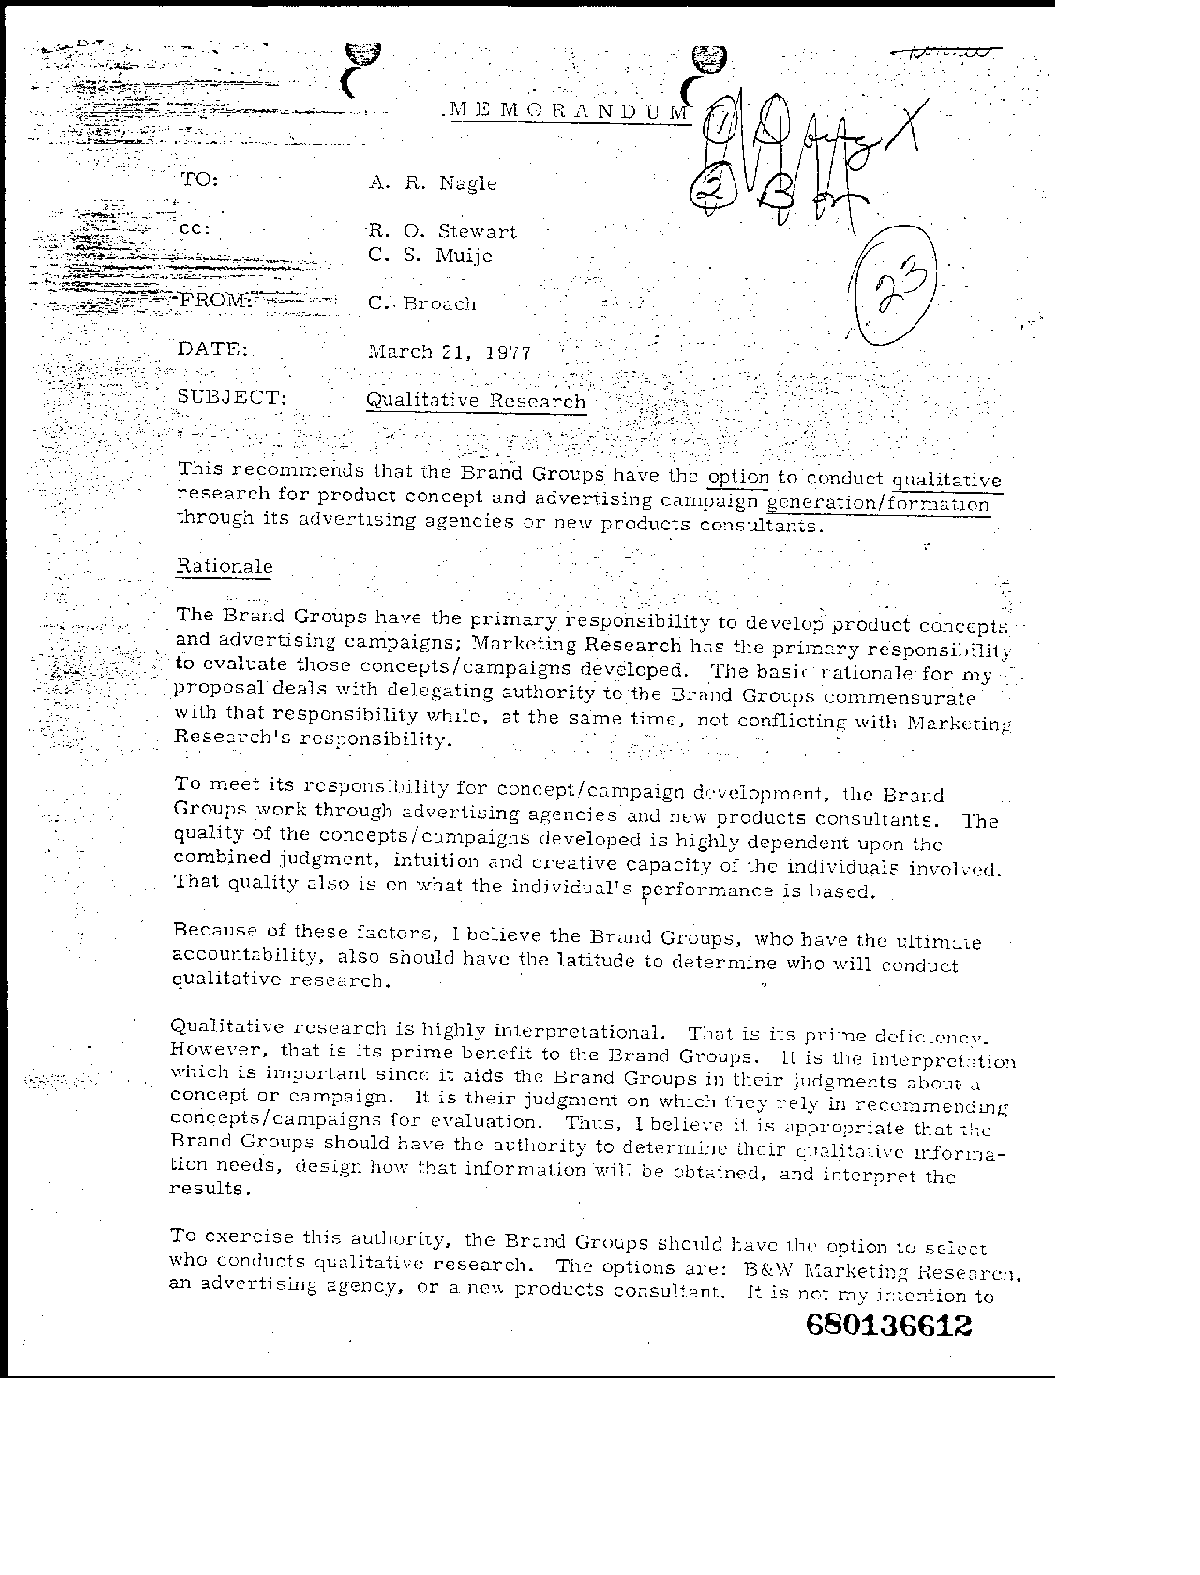 MEMORANDUM
1
2
23
TO: A. R. Nagle
cc: R. O. Stewart
C. S. Muije
FROM: C. Broach
DATE: March 21, 1977
SUBJECT: Qualitative Research
This recommends that the Brand Groups have the option to conduct qualitative
research for product concept and advertising campaign generation/formation
through its advertising agencies or new products consultants.
Rationale
The Brand Groups have the primary responsibility to develop product concepts
and advertising campaigns; Marketing Research has the primary responsibility
to evaluate those concepts/campaigns developed. The basic rationale for my
proposal deals with delegating authority to the Brand Groups commensurate
with that responsibility while, at the same time, not conflicting with Marketing
Research's responsibility.
To meet its responsibility for concept/campaign development, the Brand
Groups work through advertising agencies and new products consultants. The
quality of the concepts/campaigns developed is highly dependent upon the
combined judgment, intuition and creative capacity of the individuals involved.
That quality also is on what the individual's performance is based.
Because of these factors, I believe the Brand Groups, who have the ultimate
accountability, also should have the latitude to determine who will conduct
qualitative research.
Qualitative research is highly interpretational. That is its prime deficiency.
However, that is its prime benefit to the Brand Groups. It is the interpretation
which is important since it aids the Brand Groups in their judgments about a
concept or campaign. It is their judgment on which they rely in recommending
concepts/campaigns for evaluation. Thus, I believe it is appropriate that the
Brand Groups should have the authority to determine their qualitative informa-
tion needs, design how that information will be obtained, and interpret the
results.
To exercise this authority, the Brand Groups should have the option to select
who conducts qualitative research. The options are: B&W Marketing Research,
an advertising agency, or a new products consultant. It is not my intention to
680136612